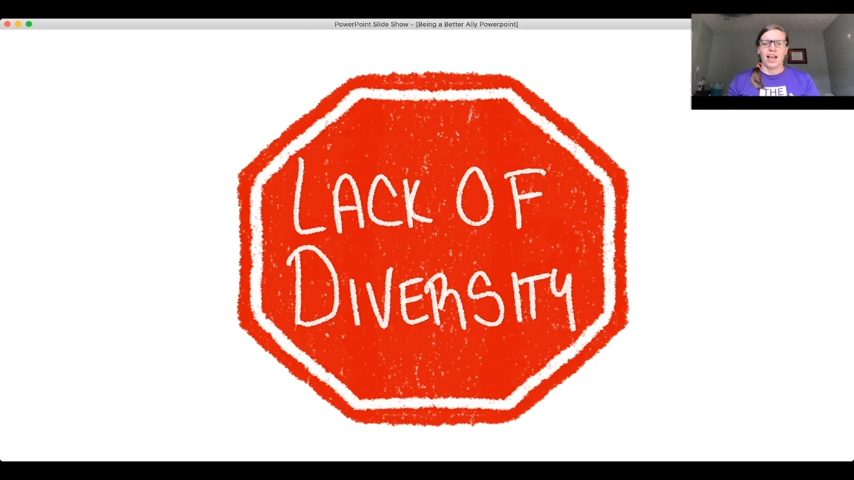 PowerPoint Slide Show - [Being a Better Ally Powerpoint]
THE
LACK OF
DIVERSITY